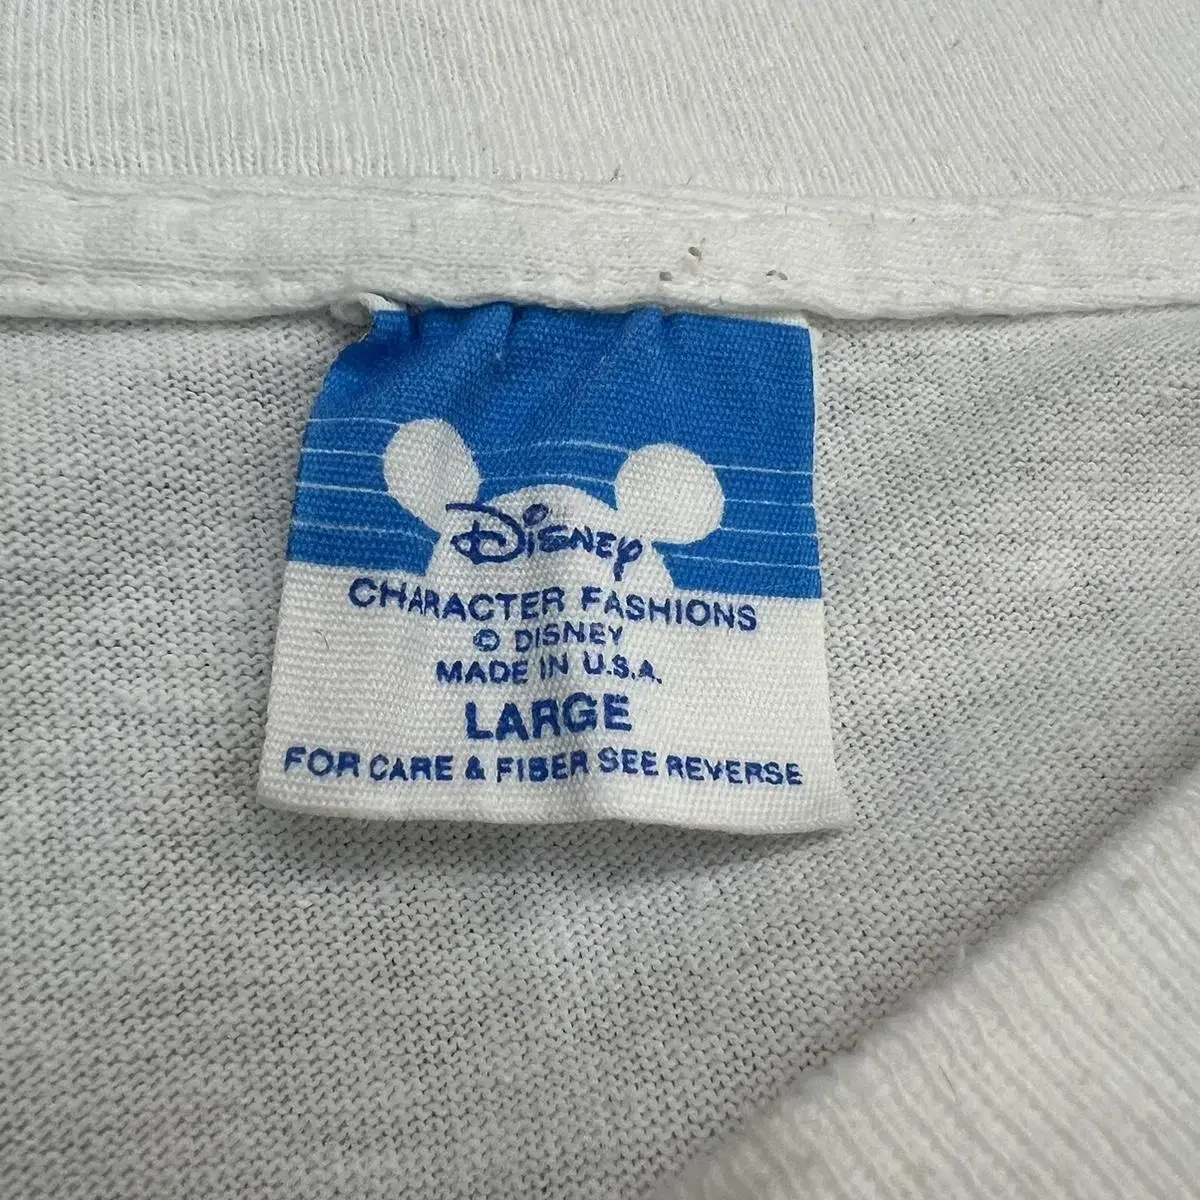 Disney
CHARACTER FASHIONS
© DISNEY
MADE IN U.S.A.
LARGE
FOR CARE & FIBER SEE REVERSE